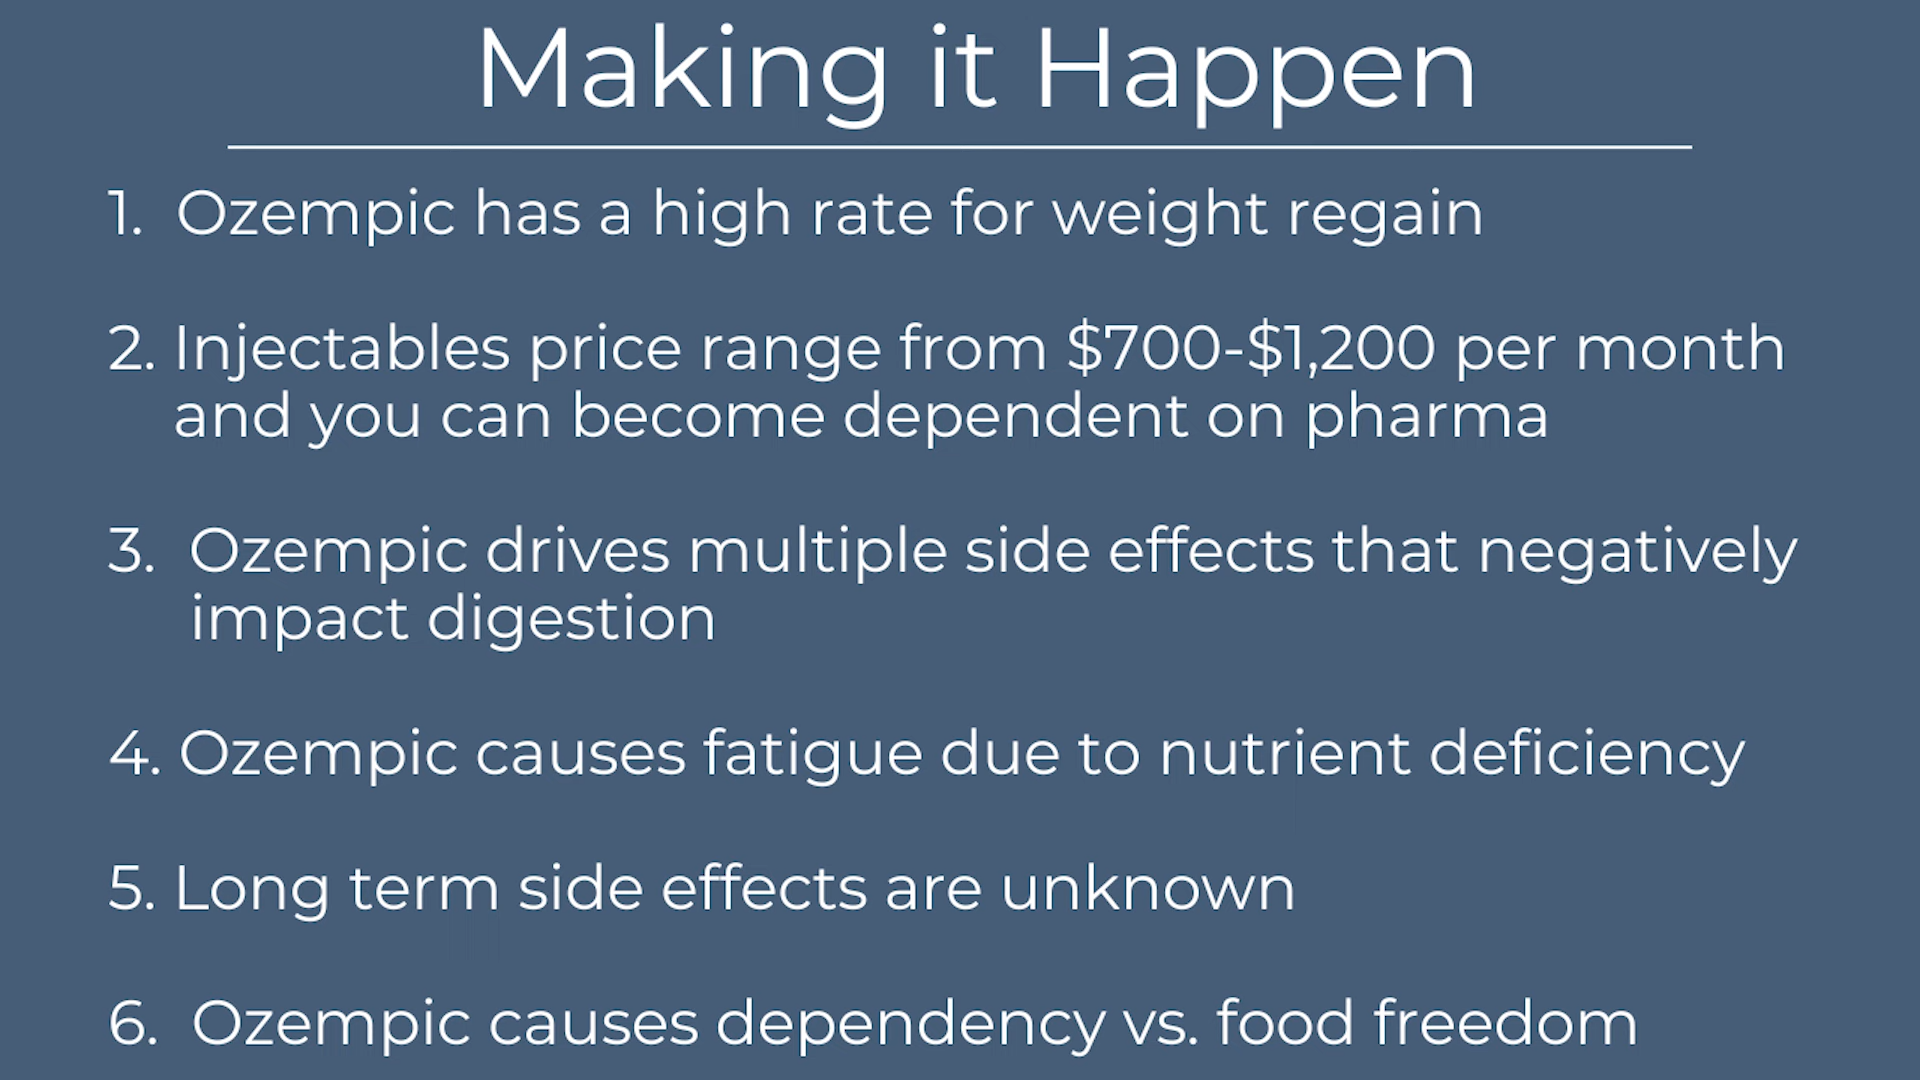 Making it Happen
1. Ozempic has a high rate for weight regain
2. Injectables price range from $700-$1,200 per month
and you can become dependent on pharma
3. Ozempic drives multiple side effects that negatively
impact digestion
4. Ozempic causes fatigue due to nutrient deficiency
5. Long term side effects are unknown
6. Ozempic causes dependency vs. food freedom